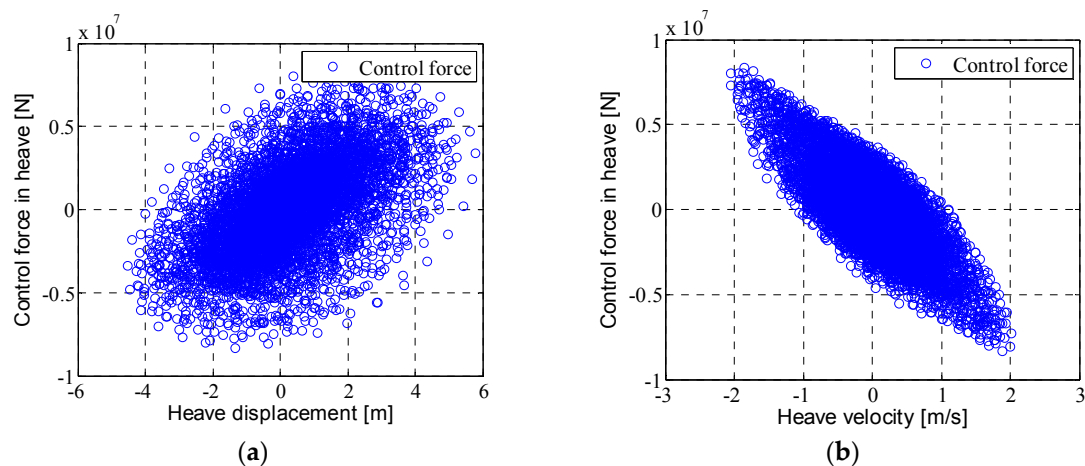 x 10^7
1
0.5
0
-0.5
-1
Control force in heave [N]
Control force
-6 -4 -2 0 2 4 6
Heave displacement [m]
(a)
x 10^7
1
0.5
0
-0.5
-1
Control force in heave [N]
Control force
-3 -2 -1 0 1 2 3
Heave velocity [m/s]
(b)